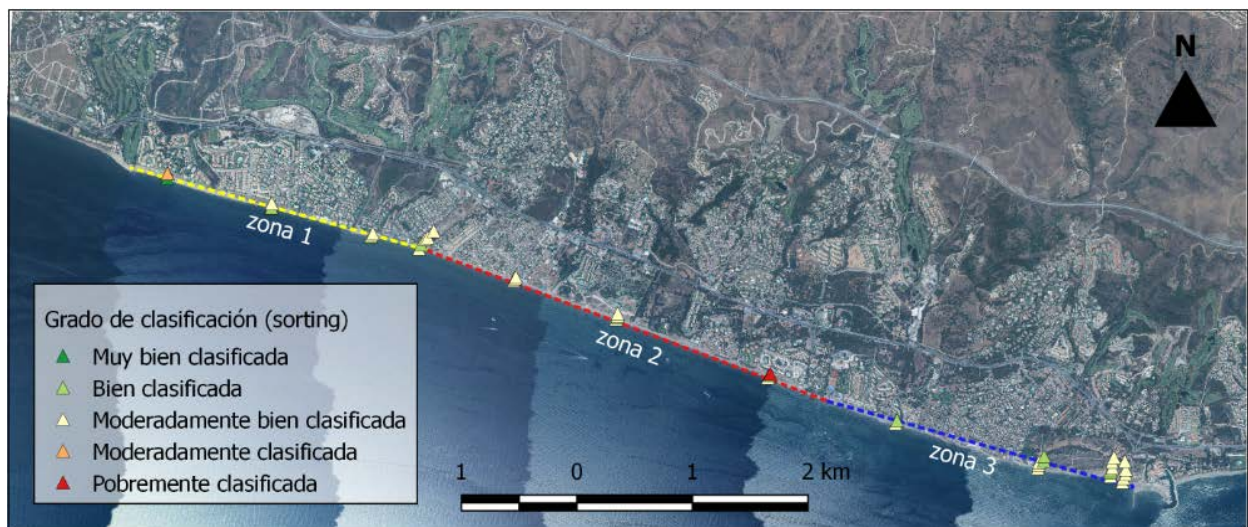 N
zona 1
zona 2
zona 3
Grado de clasificación (sorting)
Muy bien clasificada
Bien clasificada
Moderadamente bien clasificada
Moderadamente clasificada
Pobremente clasificada
1 0 1 2 km